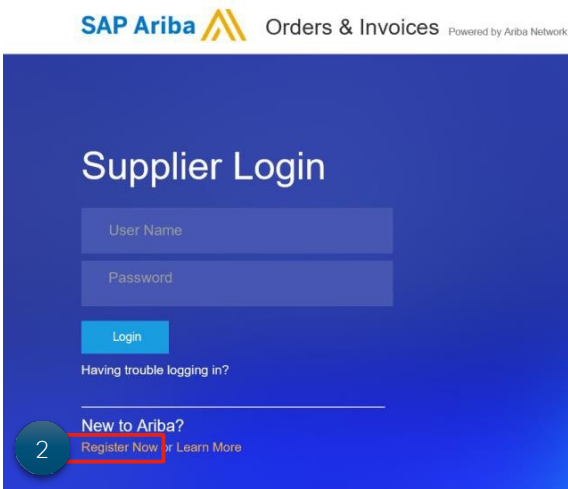 SAP Ariba Orders & Invoices Powered by Ariba Network
Supplier Login
User Name
Password
Login
Having trouble logging in?
New to Ariba?
2 Register Now or Learn More